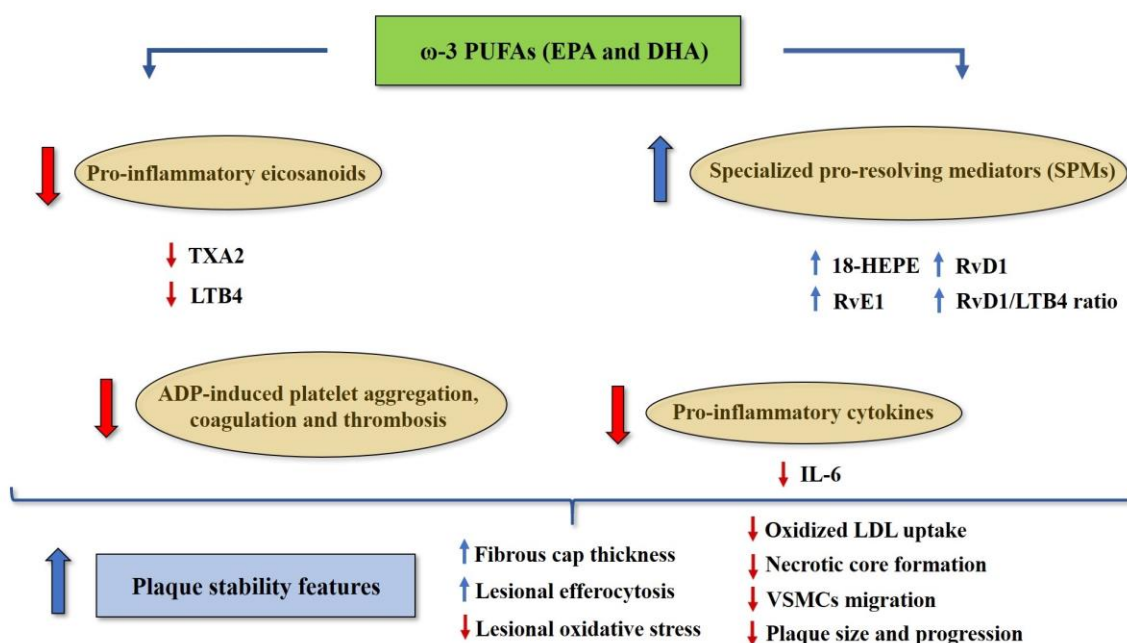 ω-3 PUFAs (EPA and DHA)
Pro-inflammatory eicosanoids
TXA2
LTB4
Specialized pro-resolving mediators (SPMs)
18-HEPE
RvD1
RvE1
RvD1/LTB4 ratio
ADP-induced platelet aggregation,
coagulation and thrombosis
Pro-inflammatory cytokines
IL-6
Plaque stability features
Fibrous cap thickness
Lesional efferocytosis
Lesional oxidative stress
Oxidized LDL uptake
Necrotic core formation
VSMCs migration
Plaque size and progression